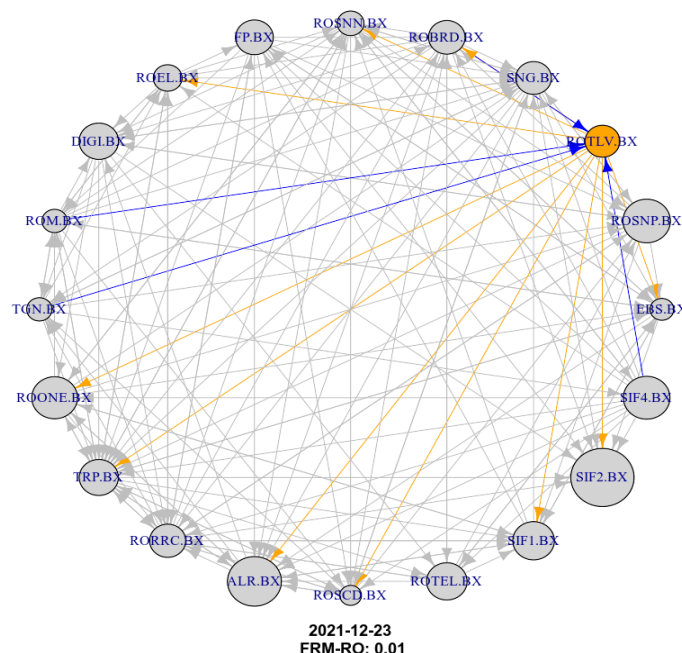 ROSNN.BX
FP.BX
ROBRD.BX
ROEL.BX
SNG.BX
DIGI.BX
ROTLV.BX
ROM.BX
ROSNP.BX
TGN.BX
EBS.BX
ROONE.BX
SIF4.BX
TRP.BX
SIF2.BX
RORRC.BX
SIF1.BX
ALR.BX
ROSCD.BX
ROTEL.BX
2021-12-23
FRM-RO: 0.01